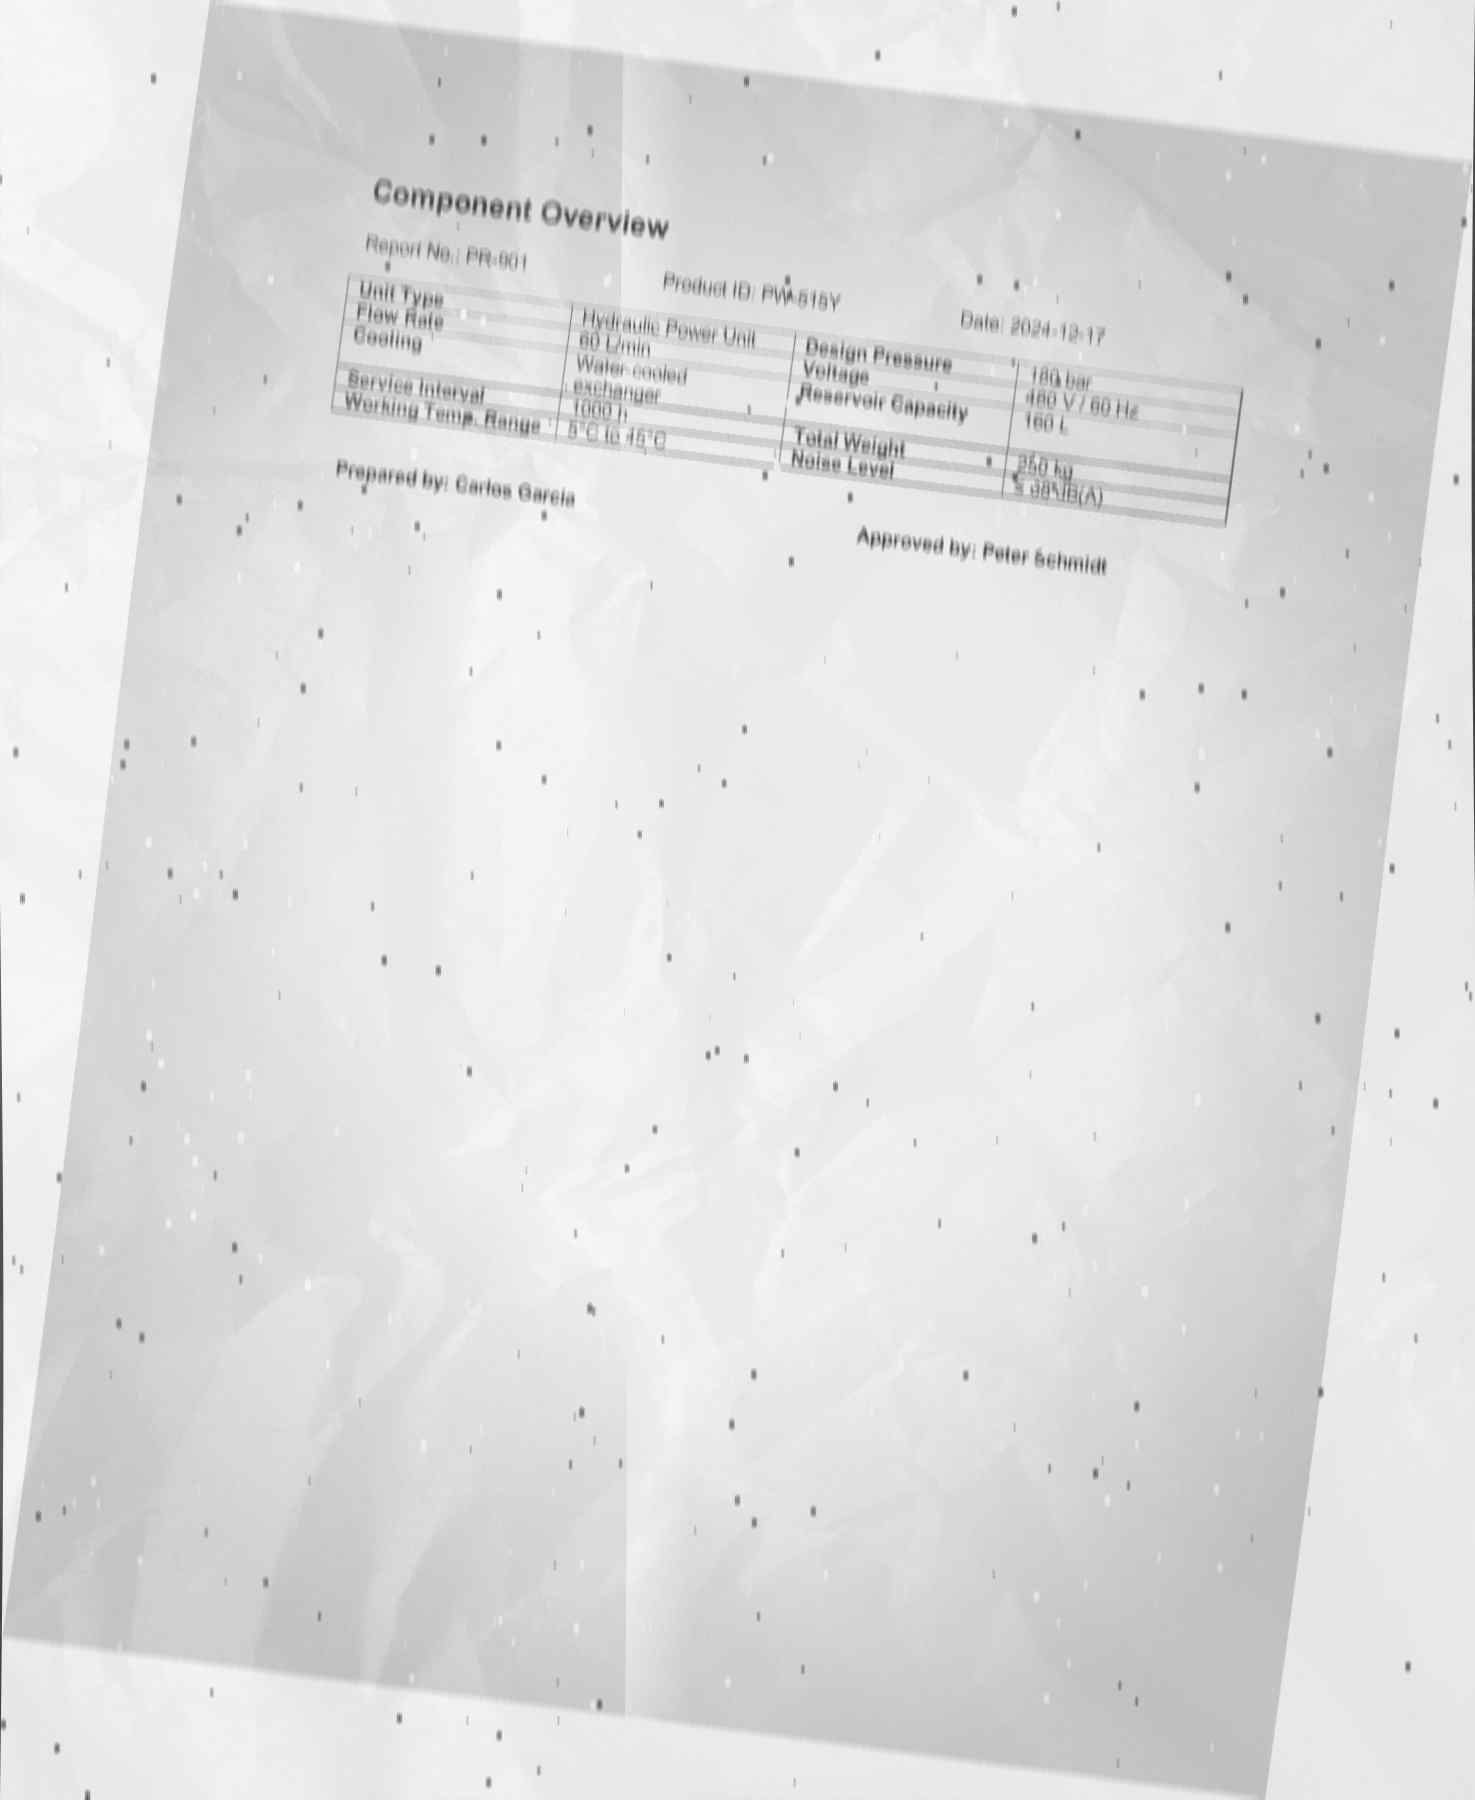 Component Overview
Report No.: PR-901 Product ID: PW-515Y Date: 2024-12-17
Unit Type Hydraulic Power Unit Design Pressure 180 bar
Flow Rate 60 L/min Voltage 480 V / 60 Hz
Cooling Water-cooled exchanger Reservoir Capacity 160 L
Service Interval 1000 h Total Weight 250 kg
Working Temp. Range 5°C to 45°C Noise Level ≤ dB(A)
Prepared by: Carlos Garcia Approved by: Peter Schmidt